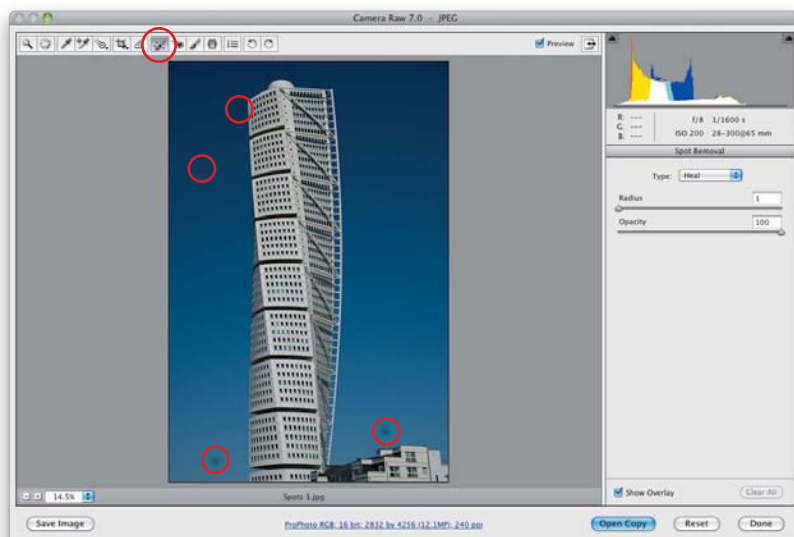 Camera Raw 7.0 – JPEG
Preview
R: ---
G: ---
B: ---
f/8 1/1600 s
ISO 200 28–300@65 mm
Spot Removal
Type: Heal
Radius 1
Opacity 100
14.5%
Spots 1.jpg
Show Overlay
Clear All
Save Image
ProPhoto RGB; 16 bit; 2832 by 4256 (12.1MP); 240 ppi
Open Copy
Reset
Done